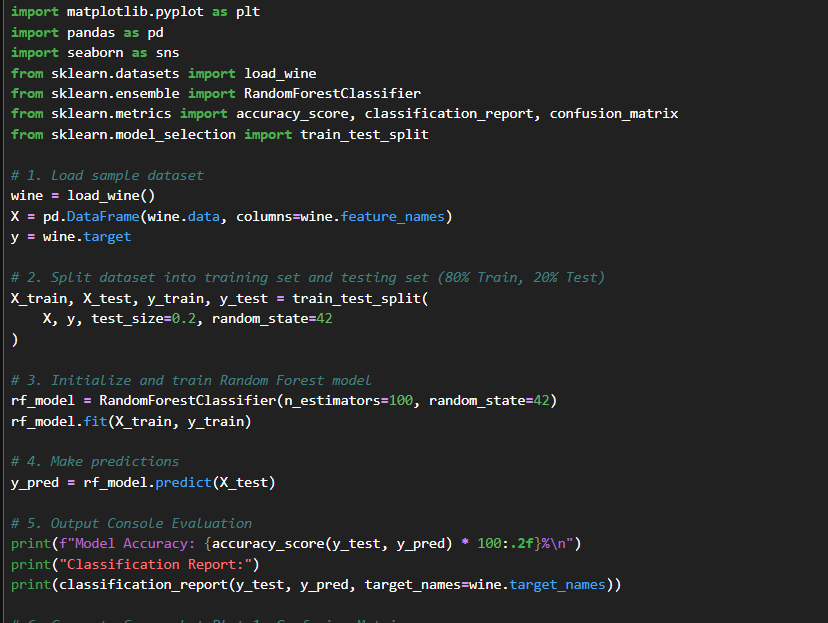 import matplotlib.pyplot as plt
import pandas as pd
import seaborn as sns
from sklearn.datasets import load_wine
from sklearn.ensemble import RandomForestClassifier
from sklearn.metrics import accuracy_score, classification_report, confusion_matrix
from sklearn.model_selection import train_test_split

# 1. Load sample dataset
wine = load_wine()
X = pd.DataFrame(wine.data, columns=wine.feature_names)
y = wine.target

# 2. Split dataset into training set and testing set (80% Train, 20% Test)
X_train, X_test, y_train, y_test = train_test_split(
    X, y, test_size=0.2, random_state=42
)

# 3. Initialize and train Random Forest model
rf_model = RandomForestClassifier(n_estimators=100, random_state=42)
rf_model.fit(X_train, y_train)

# 4. Make predictions
y_pred = rf_model.predict(X_test)

# 5. Output Console Evaluation
print(f"Model Accuracy: {accuracy_score(y_test, y_pred) * 100:.2f}%\n")
print("Classification Report:")
print(classification_report(y_test, y_pred, target_names=wine.target_names))